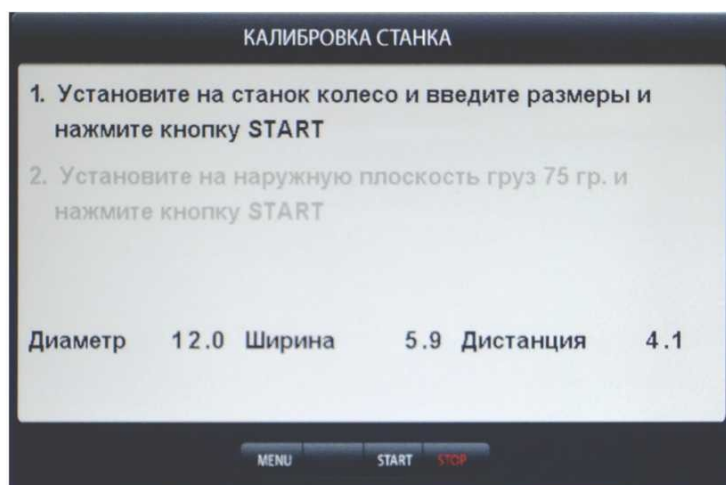 КАЛИБРОВКА СТАНКА
1. Установите на станок колесо и введите размеры и
нажмите кнопку START
2. Установите на наружную плоскость груз 75 гр. и
нажмите кнопку START
Диаметр 12.0 Ширина 5.9 Дистанция 4.1
MENU START STOP